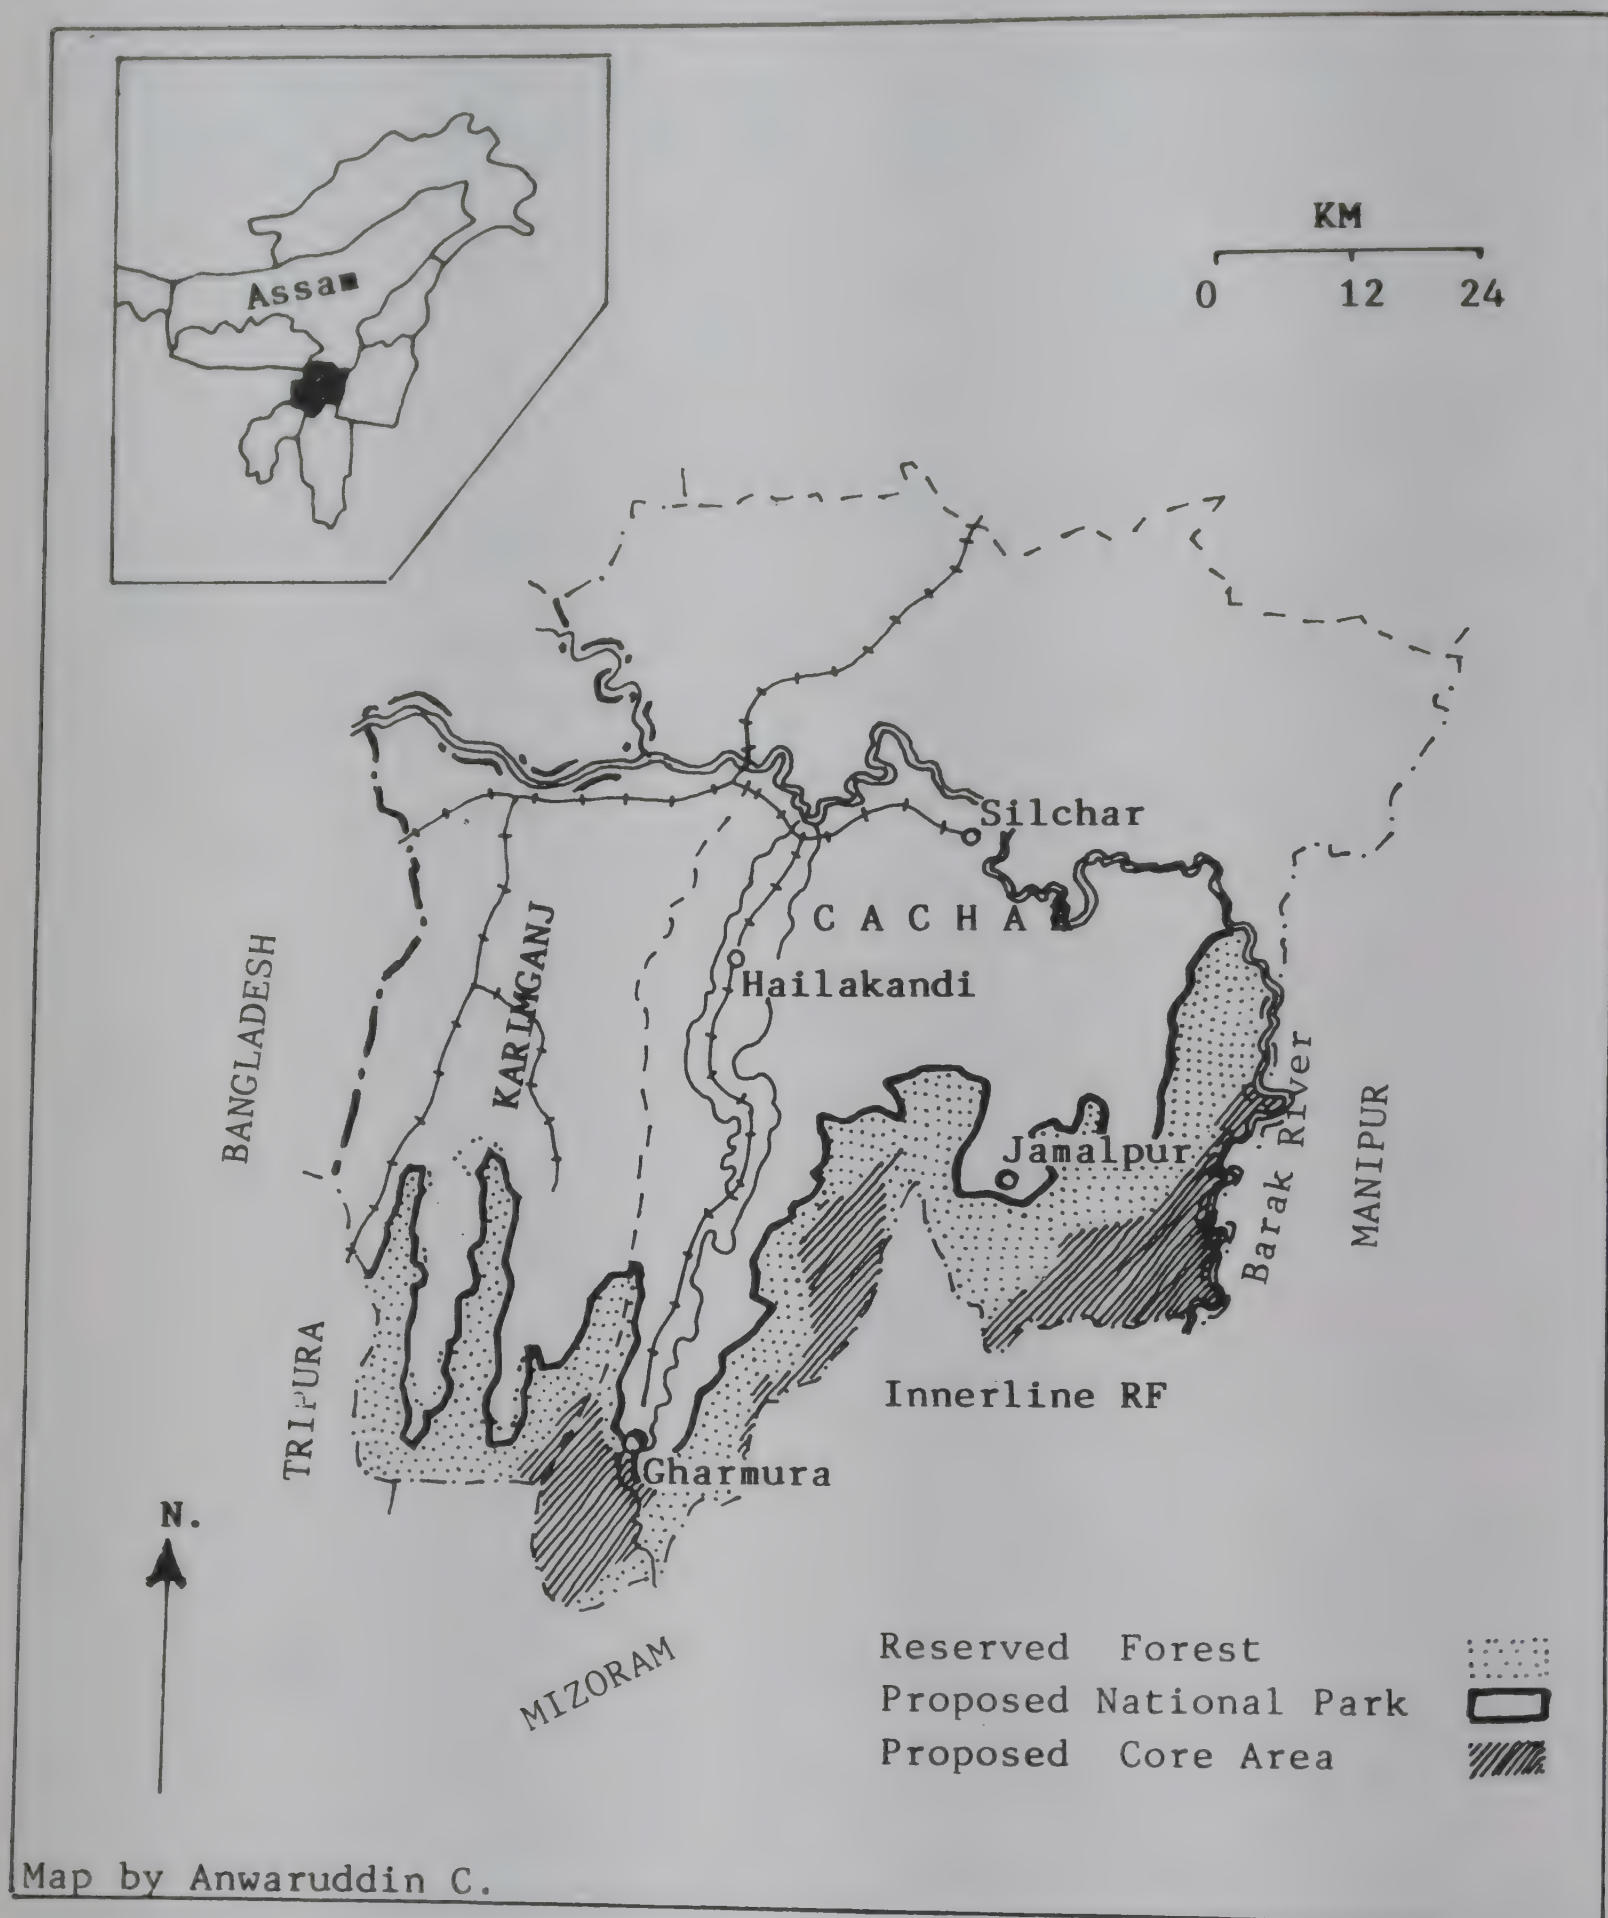 Assam
KM
0 12 24
Silchar
CACHAR
KARIMGANJ
Hailakandi
BANGLADESH
Jamalpur
Barak River
MANIPUR
TRIPURA
Innerline RF
Gharmura
N.
MIZORAM
Reserved Forest
Proposed National Park
Proposed Core Area
Map by Anwaruddin C.